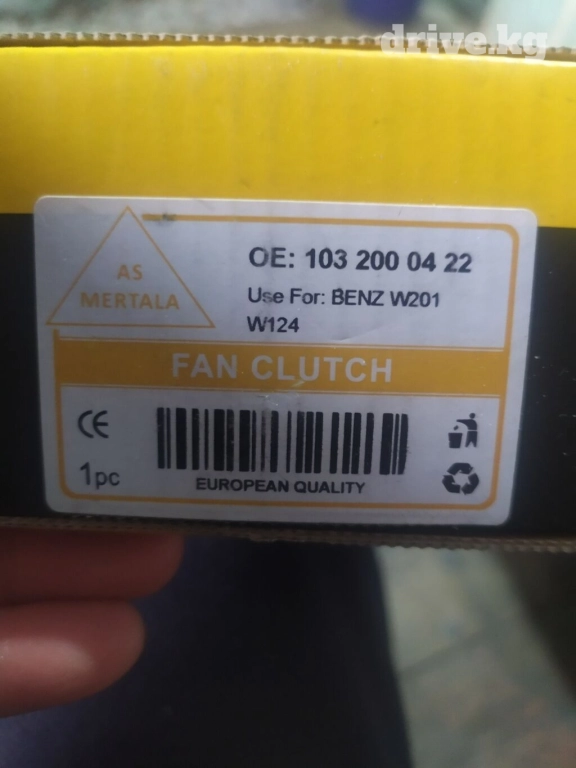 drive.kg
AS
MERTALA
OE: 103 200 04 22
Use For: BENZ W201
W124
FAN CLUTCH
CE
1pc
EUROPEAN QUALITY